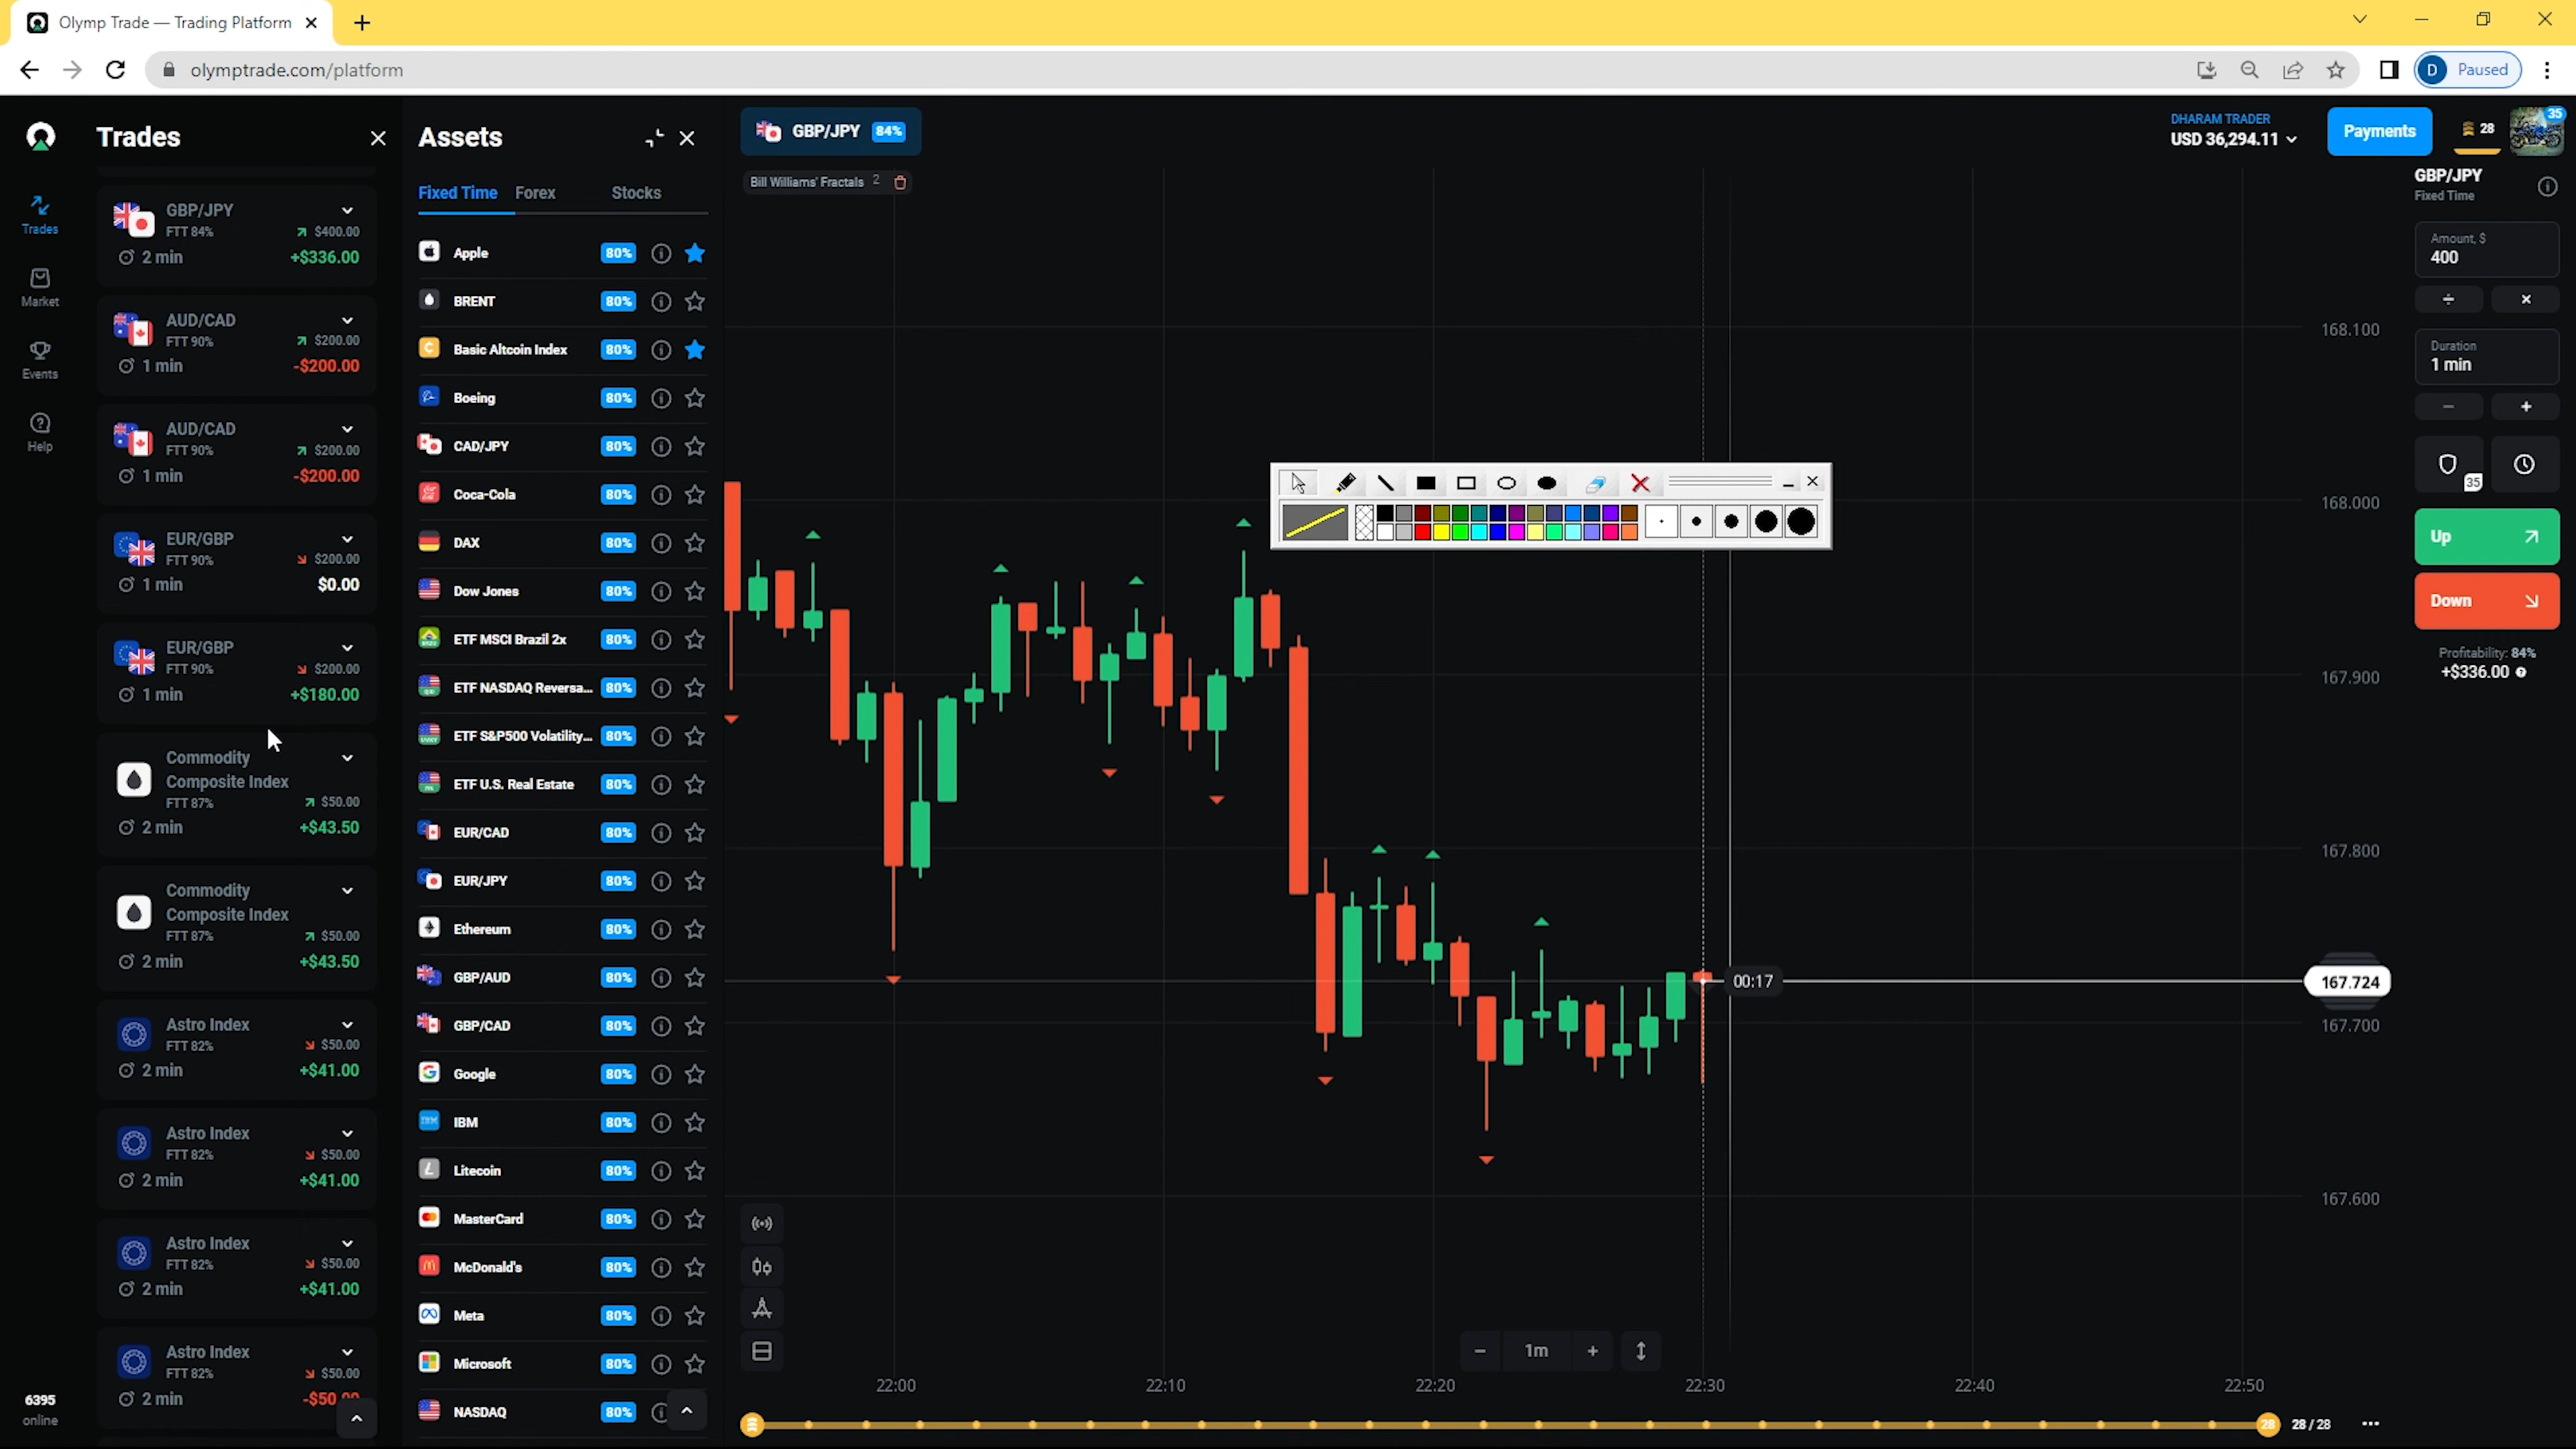 Olymp Trade — Trading Platform
olymptrade.com/platform
D Paused
Trades
Market
Events
Help
6395
online
Trades
GBP/JPY
FTT 84% $400.00
2 min +$336.00
AUD/CAD
FTT 90% $200.00
1 min -$200.00
AUD/CAD
FTT 90% $200.00
1 min -$200.00
EUR/GBP
FTT 90% $200.00
1 min $0.00
EUR/GBP
FTT 90% $200.00
1 min +$180.00
Commodity
Composite Index
FTT 87% $50.00
2 min +$43.50
Commodity
Composite Index
FTT 87% $50.00
2 min +$43.50
Astro Index
FTT 82% $50.00
2 min +$41.00
Astro Index
FTT 82% $50.00
2 min +$41.00
Astro Index
FTT 82% $50.00
2 min +$41.00
Astro Index
FTT 82% $50.00
2 min -$50.00
Assets
Fixed Time Forex Stocks
Apple 80%
BRENT 80%
Basic Altcoin Index 80%
Boeing 80%
CAD/JPY 80%
Coca-Cola 80%
DAX 80%
Dow Jones 80%
ETF MSCI Brazil 2x 80%
ETF NASDAQ Reversa... 80%
ETF S&P500 Volatility... 80%
ETF U.S. Real Estate 80%
EUR/CAD 80%
EUR/JPY 80%
Ethereum 80%
GBP/AUD 80%
GBP/CAD 80%
Google 80%
IBM 80%
Litecoin 80%
MasterCard 80%
McDonald's 80%
Meta 80%
Microsoft 80%
NASDAQ 80%
GBP/JPY 84%
Bill Williams' Fractals 2
00:17
168.100
168.000
167.900
167.800
167.724
167.700
167.600
1m
22:00 22:10 22:20 22:30 22:40 22:50
28 28 / 28
DHARAM TRADER
USD 36,294.11
Payments
28
35
GBP/JPY
Fixed Time
Amount, $
400
Duration
1 min
35
Up
Down
Profitability: 84%
+$336.00